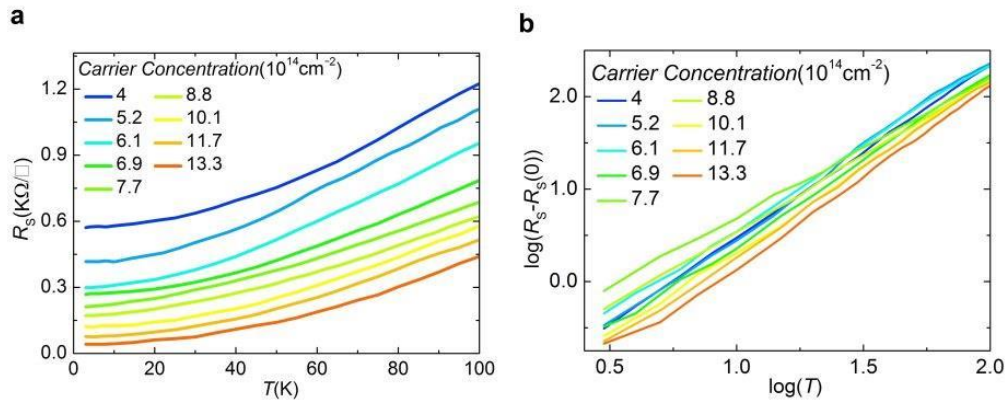 a
Carrier Concentration(10¹⁴cm⁻²)
4 8.8
5.2 10.1
6.1 11.7
6.9 13.3
7.7
1.2
0.9
0.6
0.3
0.0
Rₛ(KΩ/□)
0 20 40 60 80 100
T(K)
b
Carrier Concentration(10¹⁴cm⁻²)
4 8.8
5.2 10.1
6.1 11.7
6.9 13.3
7.7
2.0
1.0
0.0
log(Rₛ-Rₛ(0))
0.5 1.0 1.5 2.0
log(T)